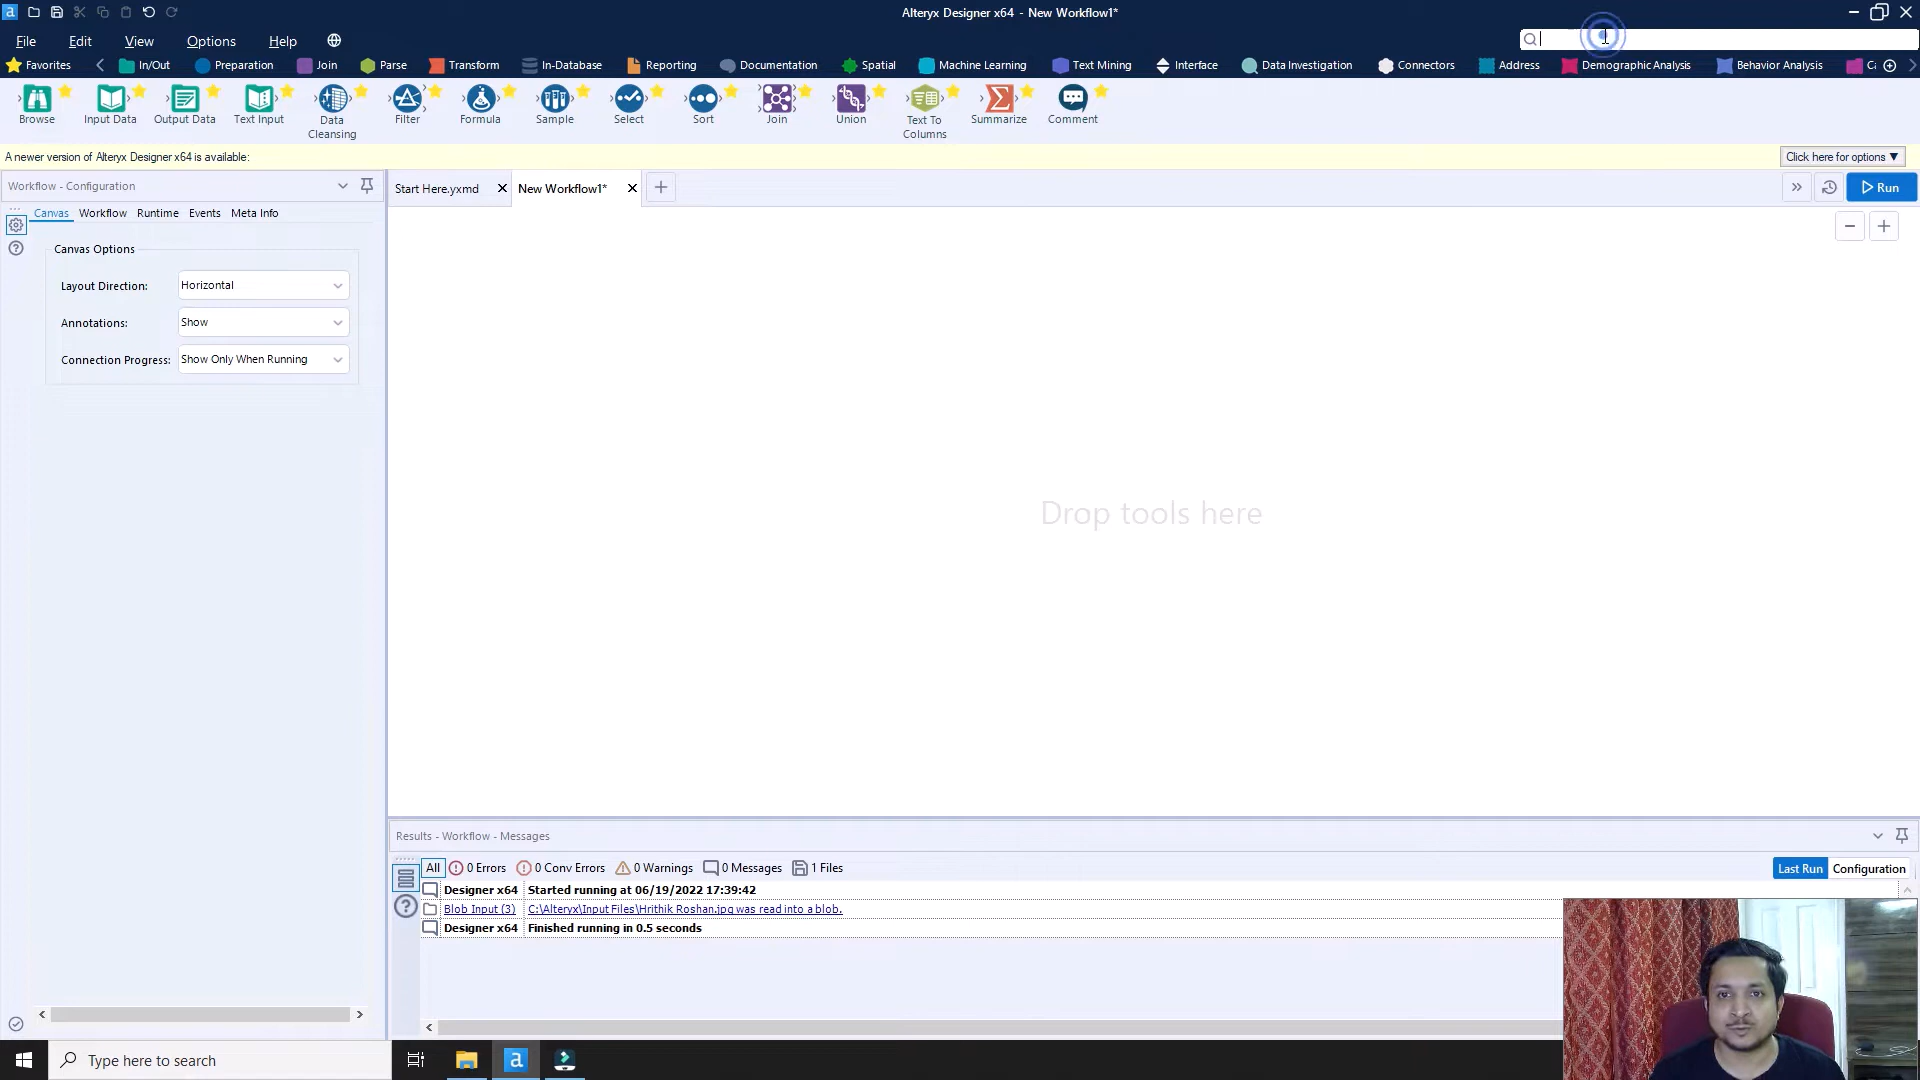 Alteryx Designer x64 - New Workflow1*
File Edit View Options Help
Favorites In/Out Preparation Join Parse Transform In-Database Reporting Documentation Spatial Machine Learning Text Mining Interface Data Investigation Connectors Address Demographic Analysis Behavior Analysis
Browse Input Data Output Data Text Input Data Cleansing Filter Formula Sample Select Sort Join Union Text To Columns Summarize Comment
A newer version of Alteryx Designer x64 is available: Click here for options ▼
Workflow - Configuration
Start Here.yxmd New Workflow1* Run
Canvas Workflow Runtime Events Meta Info
Canvas Options
Layout Direction: Horizontal
Annotations: Show
Connection Progress: Show Only When Running
Drop tools here
Results - Workflow - Messages
All 0 Errors 0 Conv Errors 0 Warnings 0 Messages 1 Files Last Run Configuration
Designer x64 Started running at 06/19/2022 17:39:42
Blob Input (3) C:\Alteryx\Input Files\Hrithik Roshan.jpg was read into a blob.
Designer x64 Finished running in 0.5 seconds
Type here to search